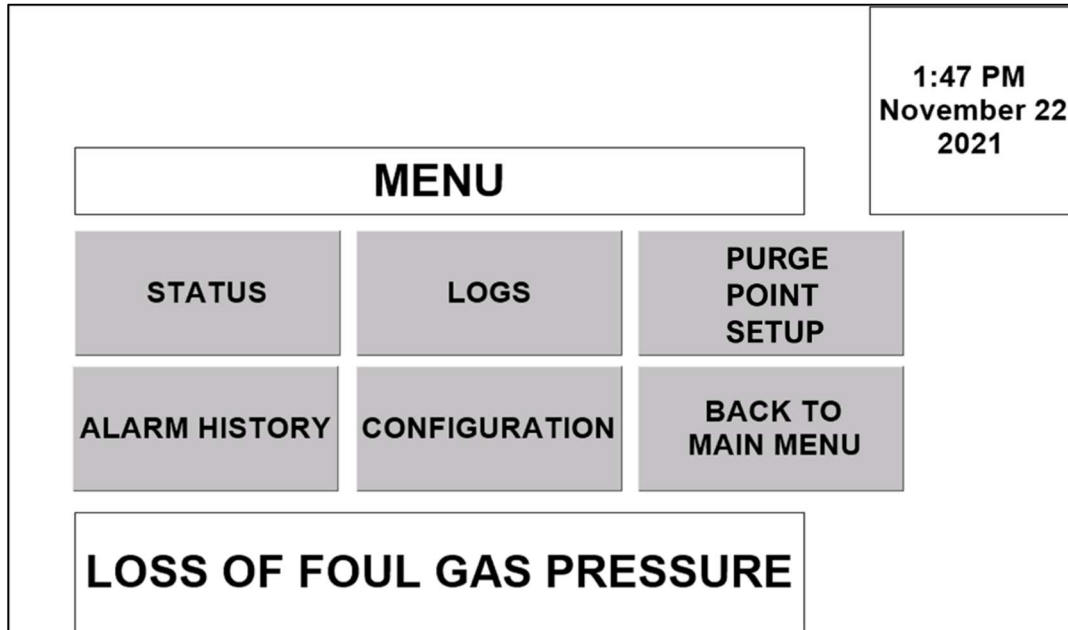 1:47 PM
November 22
2021
MENU
STATUS
LOGS
PURGE
POINT
SETUP
ALARM HISTORY
CONFIGURATION
BACK TO
MAIN MENU
LOSS OF FOUL GAS PRESSURE